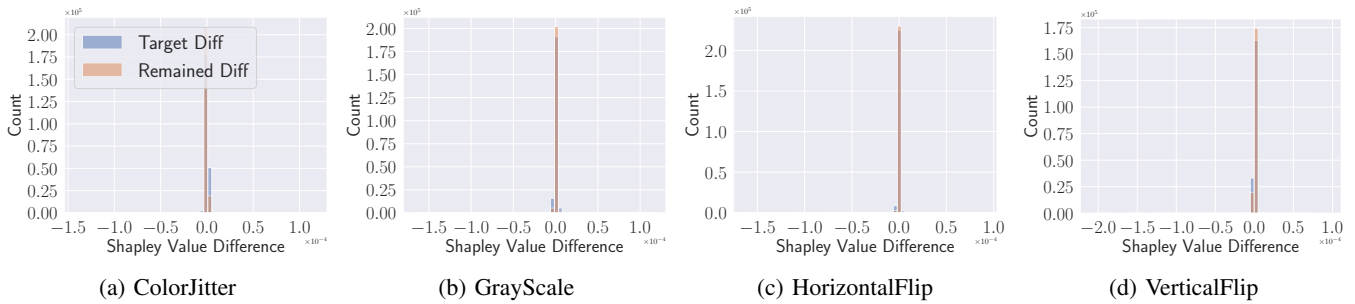 ×10⁵
2.00
1.75
1.50
1.25
1.00
0.75
0.50
0.25
0.00
Count
Target Diff
Remained Diff
−1.5 −1.0 −0.5 0.0 0.5 1.0
×10⁻⁴
Shapley Value Difference
(a) ColorJitter
×10⁵
2.00
1.75
1.50
1.25
1.00
0.75
0.50
0.25
0.00
Count
−1.5 −1.0 −0.5 0.0 0.5 1.0
×10⁻⁴
Shapley Value Difference
(b) GrayScale
×10⁵
2.0
1.5
1.0
0.5
0.0
Count
−1.5 −1.0 −0.5 0.0 0.5 1.0
×10⁻⁴
Shapley Value Difference
(c) HorizontalFlip
×10⁵
1.75
1.50
1.25
1.00
0.75
0.50
0.25
0.00
Count
−2.0 −1.5 −1.0 −0.5 0.0 0.5 1.0
×10⁻⁴
Shapley Value Difference
(d) VerticalFlip